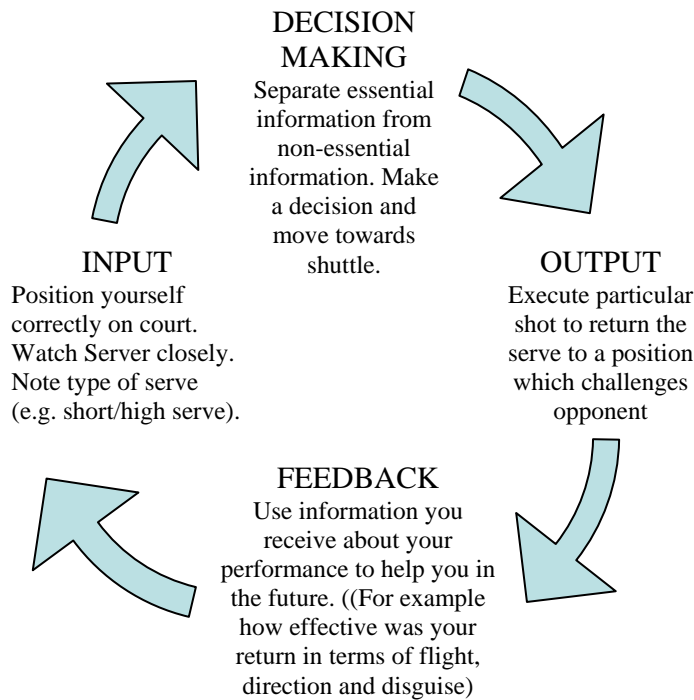 DECISION
MAKING
Separate essential
information from
non-essential
information. Make
a decision and
move towards
shuttle.
INPUT
Position yourself
correctly on court.
Watch Server closely.
Note type of serve
(e.g. short/high serve).
OUTPUT
Execute particular
shot to return the
serve to a position
which challenges
opponent
FEEDBACK
Use information you
receive about your
performance to help you in
the future. ((For example
how effective was your
return in terms of flight,
direction and disguise)